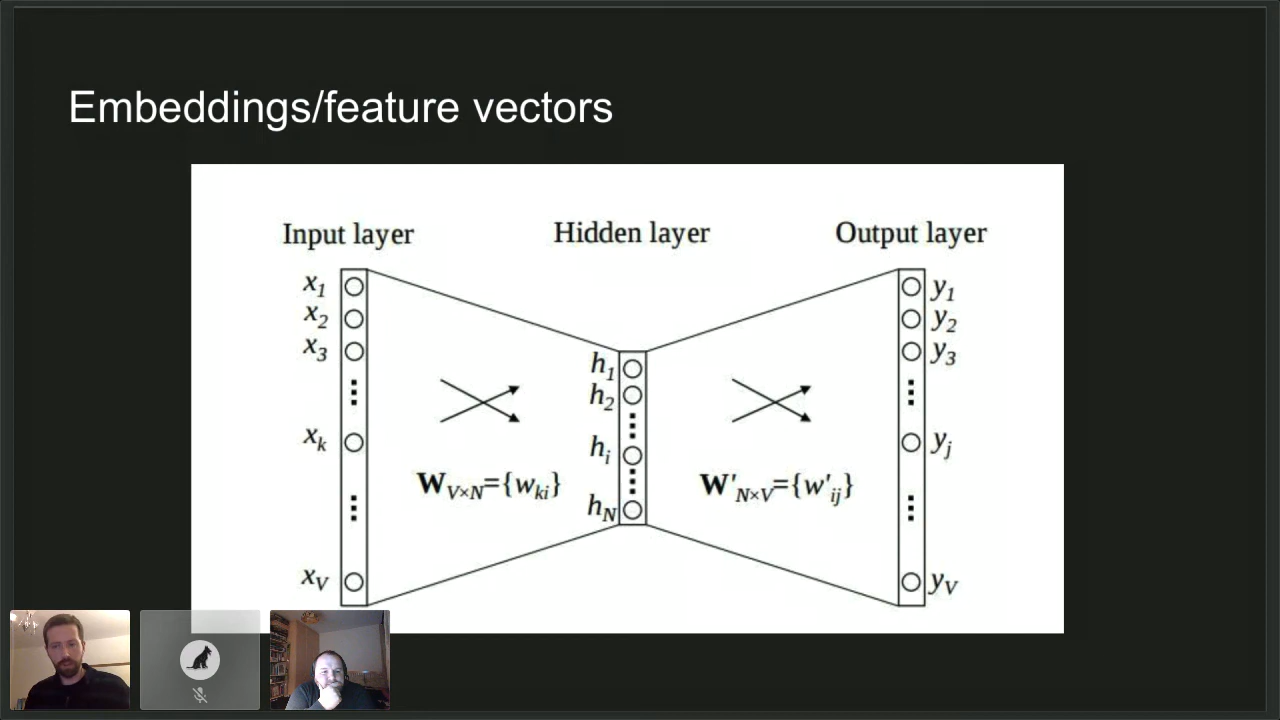 Embeddings/feature vectors
Input layer
Hidden layer
Output layer
x1
x2
x3
xk
xV
h1
h2
hi
hN
WV×N={wki}
W'N×V={w'ij}
y1
y2
y3
yj
yV